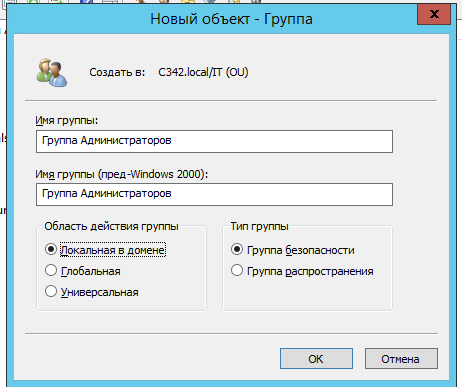 Новый объект - Группа
x
Создать в: C342.local/IT (OU)
Имя группы:
Группа Администраторов
Имя группы (пред-Windows 2000):
Группа Администраторов
Область действия группы
Локальная в домене
Глобальная
Универсальная
Тип группы
Группа безопасности
Группа распространения
ОК
Отмена